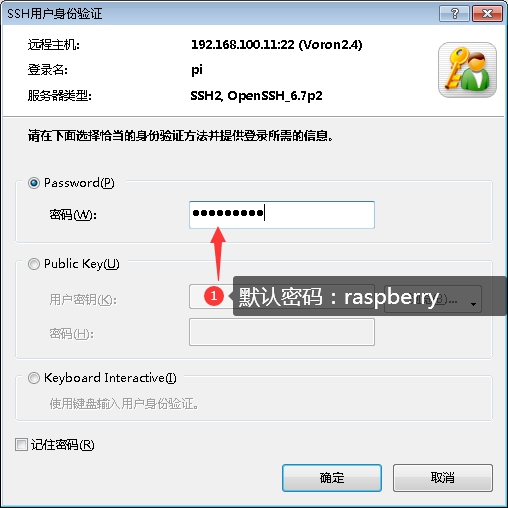 SSH用户身份验证
远程主机: 192.168.100.11:22 (Voron2.4)
登录名: pi
服务器类型: SSH2, OpenSSH_6.7p2
请在下面选择恰当的身份验证方法并提供登录所需的信息。
Password(P)
密码(W): ●●●●●●●●●
Public Key(U)
用户密钥(K):
1 默认密码：raspberry
密码(H):
Keyboard Interactive(I)
使用键盘输入用户身份验证。
记住密码(R)
确定 取消